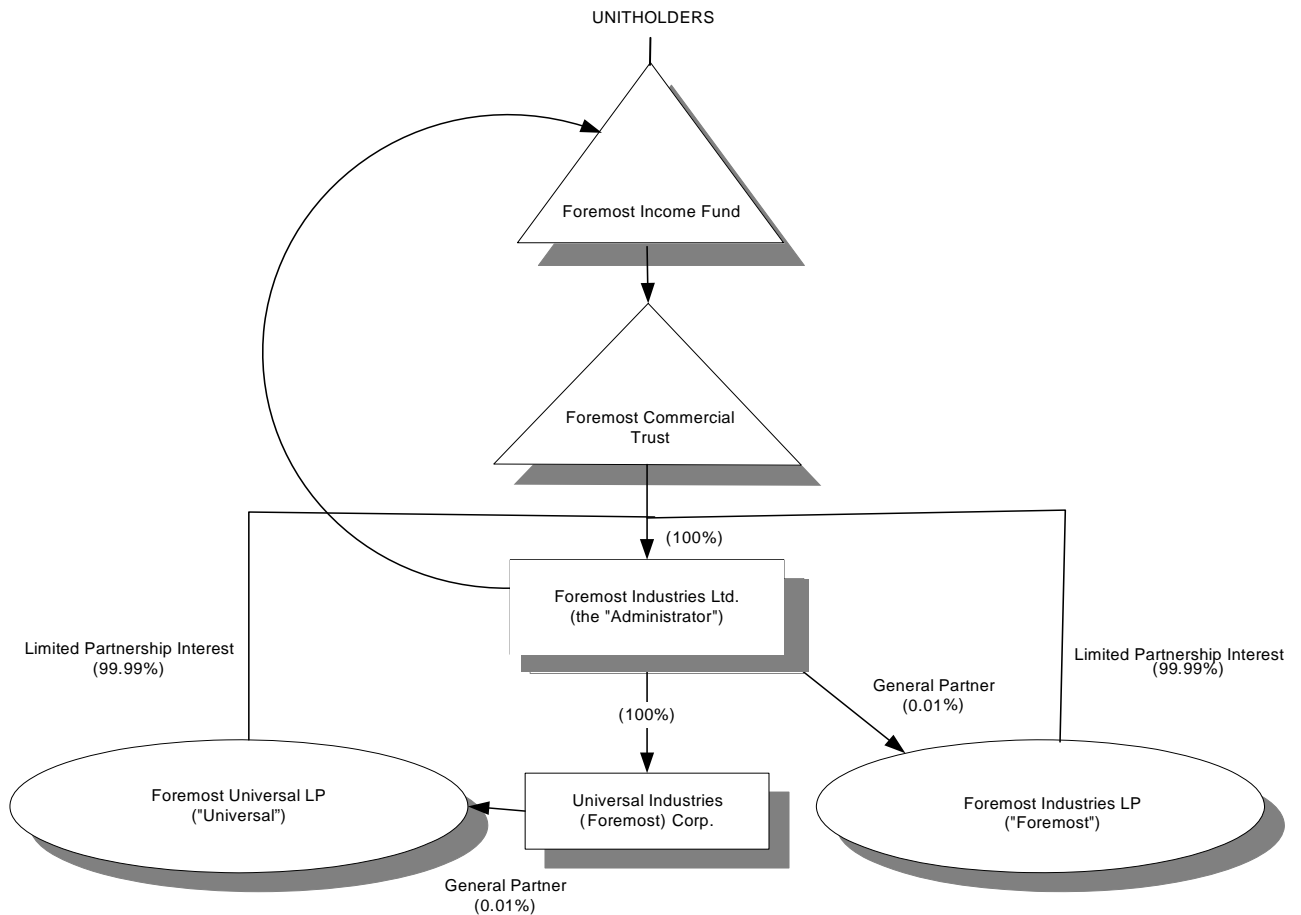 UNITHOLDERS
Foremost Income Fund
Foremost Commercial
Trust
(100%)
Foremost Industries Ltd.
(the "Administrator")
Limited Partnership Interest
(99.99%)
Limited Partnership Interest
(99.99%)
General Partner
(0.01%)
(100%)
Foremost Universal LP
("Universal”)
Universal Industries
(Foremost) Corp.
Foremost Industries LP
("Foremost")
General Partner
(0.01%)